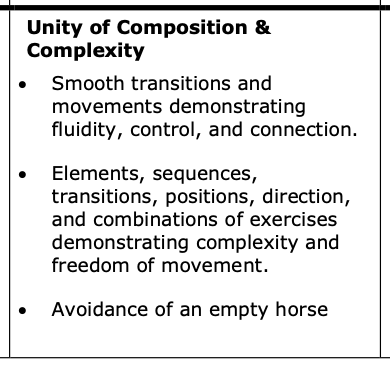 Unity of Composition &
Complexity
• Smooth transitions and
movements demonstrating
fluidity, control, and connection.
• Elements, sequences,
transitions, positions, direction,
and combinations of exercises
demonstrating complexity and
freedom of movement.
• Avoidance of an empty horse